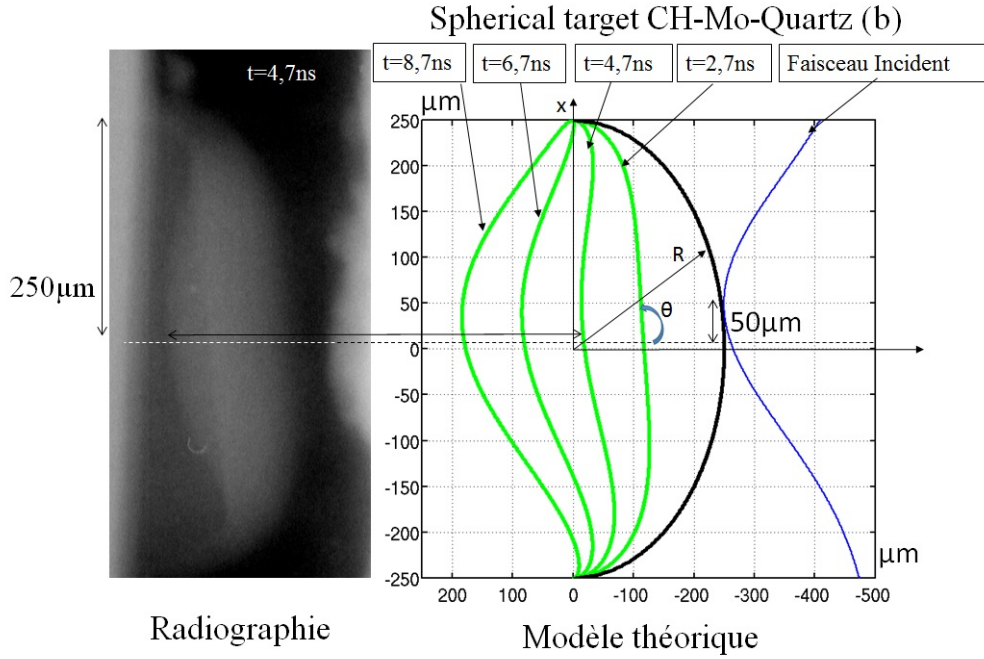 Spherical target CH-Mo-Quartz (b)
t=4,7ns
t=8,7ns
t=6,7ns
t=4,7ns
t=2,7ns
Faisceau Incident
µm
x
250
200
150
100
50
0
-50
-100
-150
-200
-250
R
θ
50µm
250µm
µm
200
100
0
-100
-200
-300
-400
-500
Radiographie
Modèle théorique